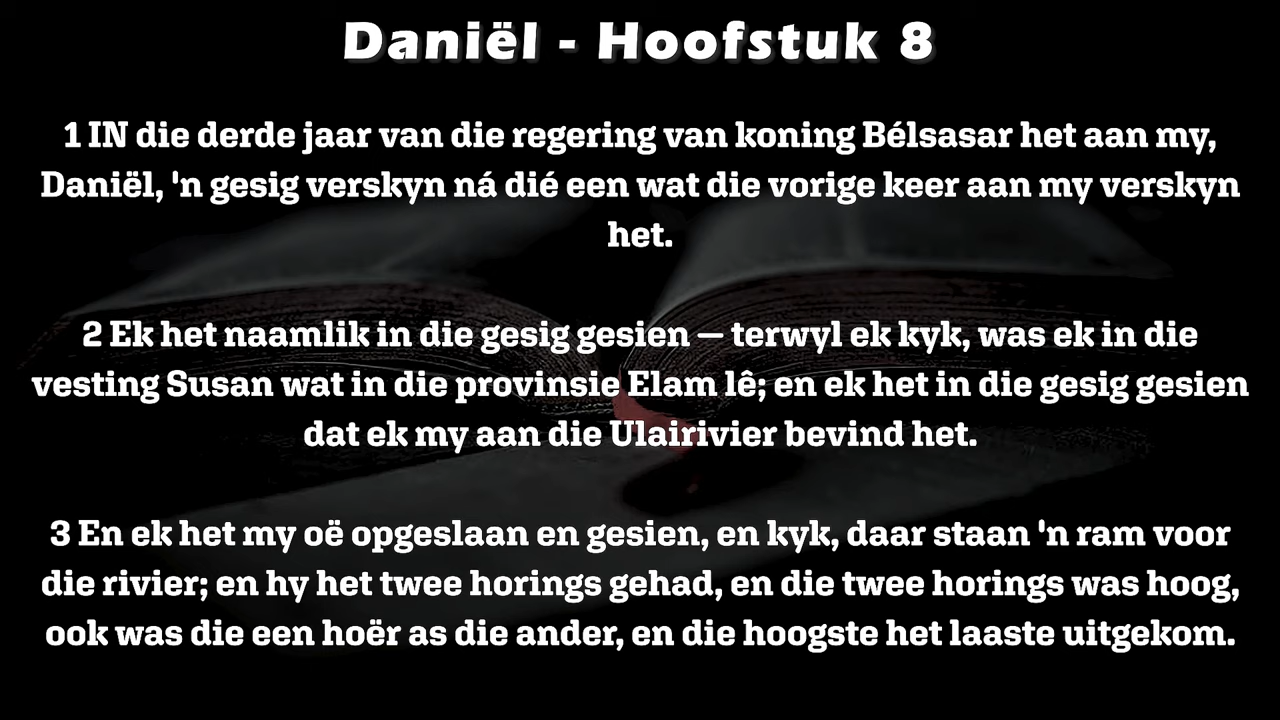 Daniël - Hoofstuk 8
1 IN die derde jaar van die regering van koning Bélsasar het aan my,
Daniël, 'n gesig verskyn ná dié een wat die vorige keer aan my verskyn
het.
2 Ek het naamlik in die gesig gesien — terwyl ek kyk, was ek in die
vesting Susan wat in die provinsie Elam lê; en ek het in die gesig gesien
dat ek my aan die Ulairivier bevind het.
3 En ek het my oë opgeslaan en gesien, en kyk, daar staan 'n ram voor
die rivier; en hy het twee horings gehad, en die twee horings was hoog,
ook was die een hoër as die ander, en die hoogste het laaste uitgekom.